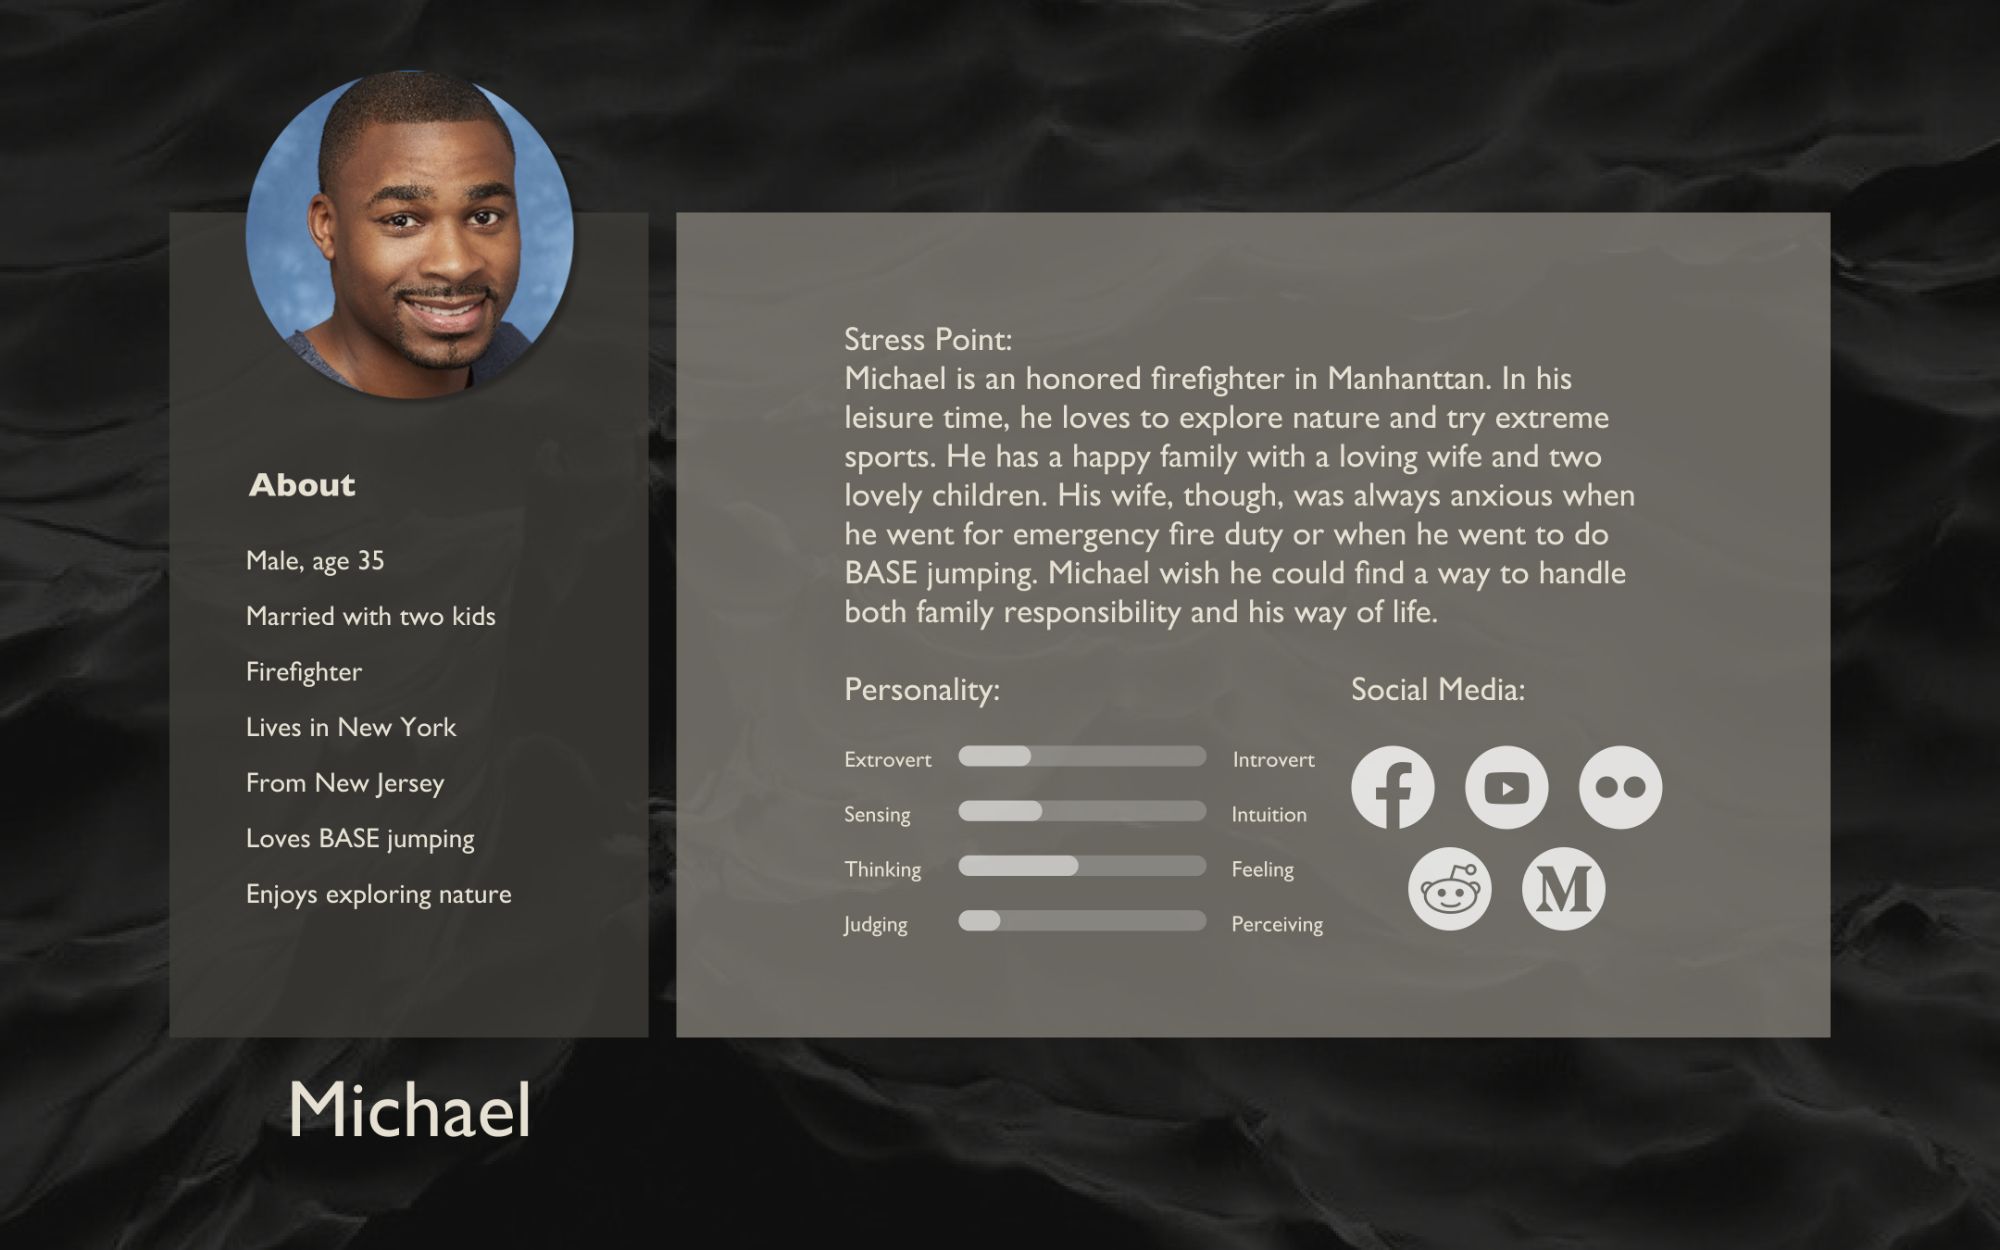 About
Male, age 35
Married with two kids
Firefighter
Lives in New York
From New Jersey
Loves BASE jumping
Enjoys exploring nature
Michael
Stress Point:
Michael is an honored firefighter in Manhanttan. In his
leisure time, he loves to explore nature and try extreme
sports. He has a happy family with a loving wife and two
lovely children. His wife, though, was always anxious when
he went for emergency fire duty or when he went to do
BASE jumping. Michael wish he could find a way to handle
both family responsibility and his way of life.
Personality:
Extrovert Introvert
Sensing Intuition
Thinking Feeling
Judging Perceiving
Social Media:
f
M